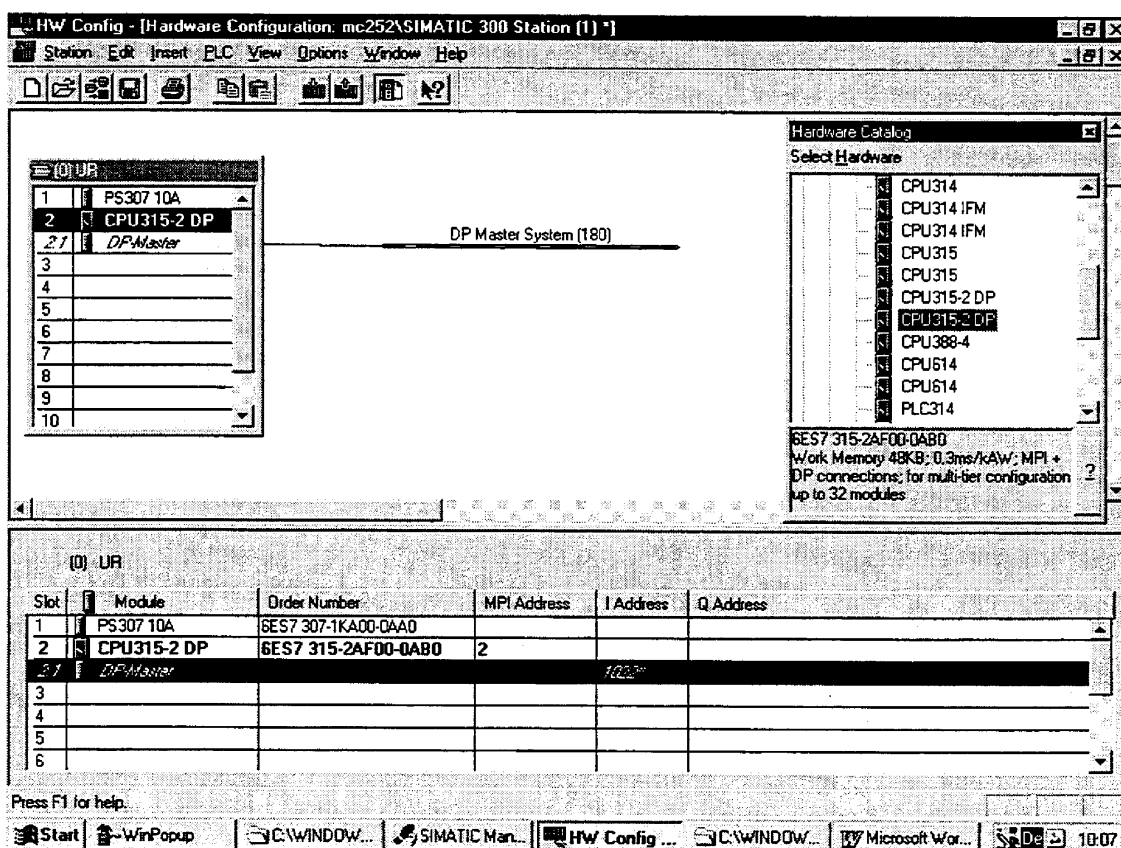 HW Config - [Hardware Configuration: mc252\SIMATIC 300 Station (1) *]
Station Edit Insert PLC View Options Window Help
(0) UR
1 PS307 10A
2 CPU315-2 DP
2.1 DP-Master
3
4
5
6
7
8
9
10
DP Master System (180)
Hardware Catalog
Select Hardware
CPU314
CPU314 IFM
CPU314 IFM
CPU315
CPU315
CPU315-2 DP
CPU315-2 DP
CPU388-4
CPU614
CPU614
PLC314
6ES7 315-2AF00-0AB0
Work Memory 48KB; 0.3ms/kAW; MPI +
DP connections; for multi-tier configuration
up to 32 modules
?
(0) UR
Slot Module Order Number MPI Address I Address Q Address
1 PS307 10A 6ES7 307-1KA00-0AA0
2 CPU315-2 DP 6ES7 315-2AF00-0AB0 2
2.1 DP-Master 1022*
3
4
5
6
Press F1 for help.
Start WinPopup C:\WINDOW... SIMATIC Man... HW Config ... C:\WINDOW... Microsoft Wor... De 10:07